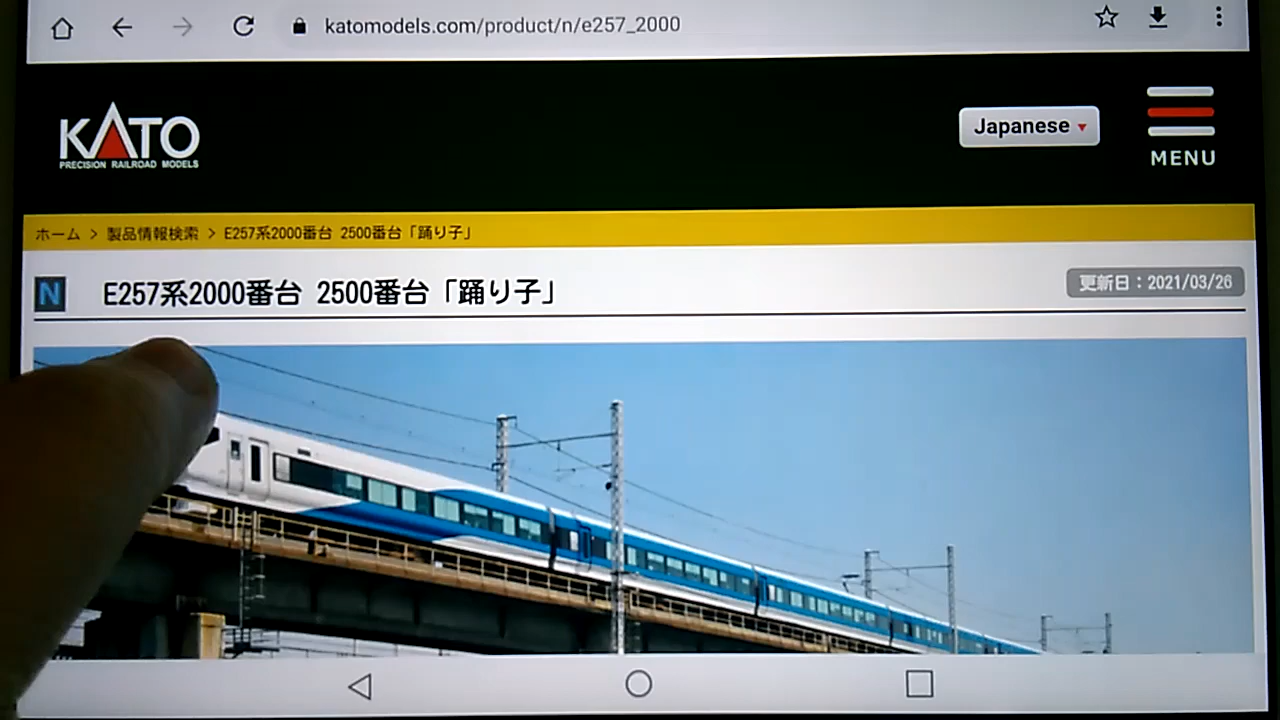 katomodels.com/product/n/e257_2000
KATO
PRECISION RAILROAD MODELS
Japanese
MENU
ホーム > 製品情報検索 > E257系2000番台 2500番台「踊り子」
N E257系2000番台 2500番台「踊り子」
更新日：2021/03/26